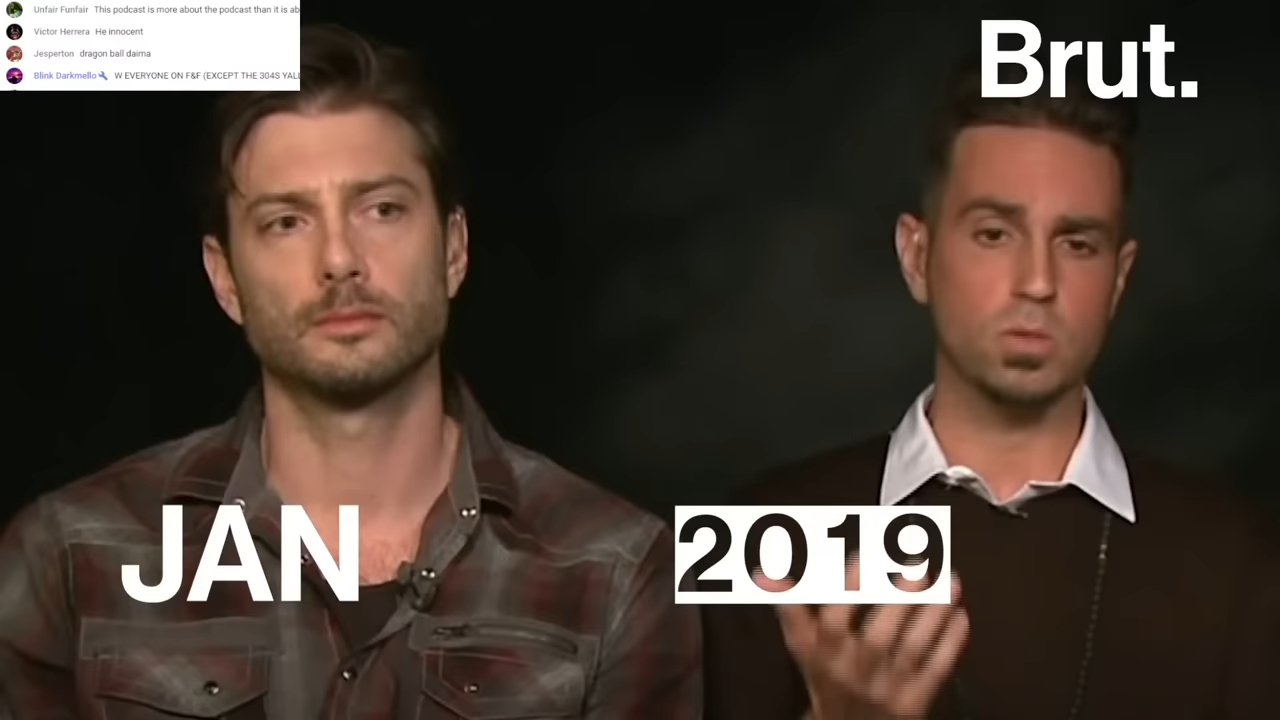 Unfair Funfair This podcast is more about the podcast than it is ab
Victor Herrera He innocent
Jesperton dragon ball daima
Blink Darkmello W EVERYONE ON F&F (EXCEPT THE 304S YALL
Brut.
JAN 2019